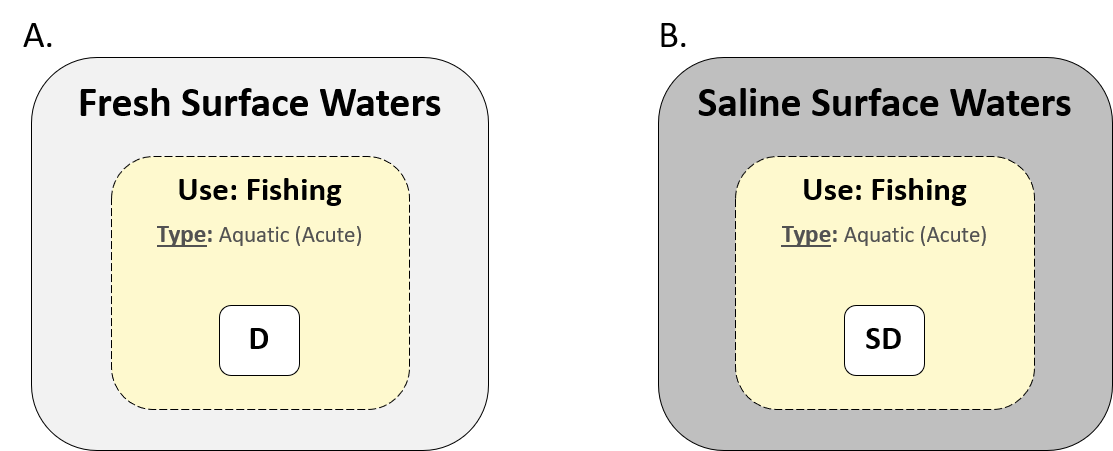 A.
Fresh Surface Waters
Use: Fishing
Type: Aquatic (Acute)
D
B.
Saline Surface Waters
Use: Fishing
Type: Aquatic (Acute)
SD